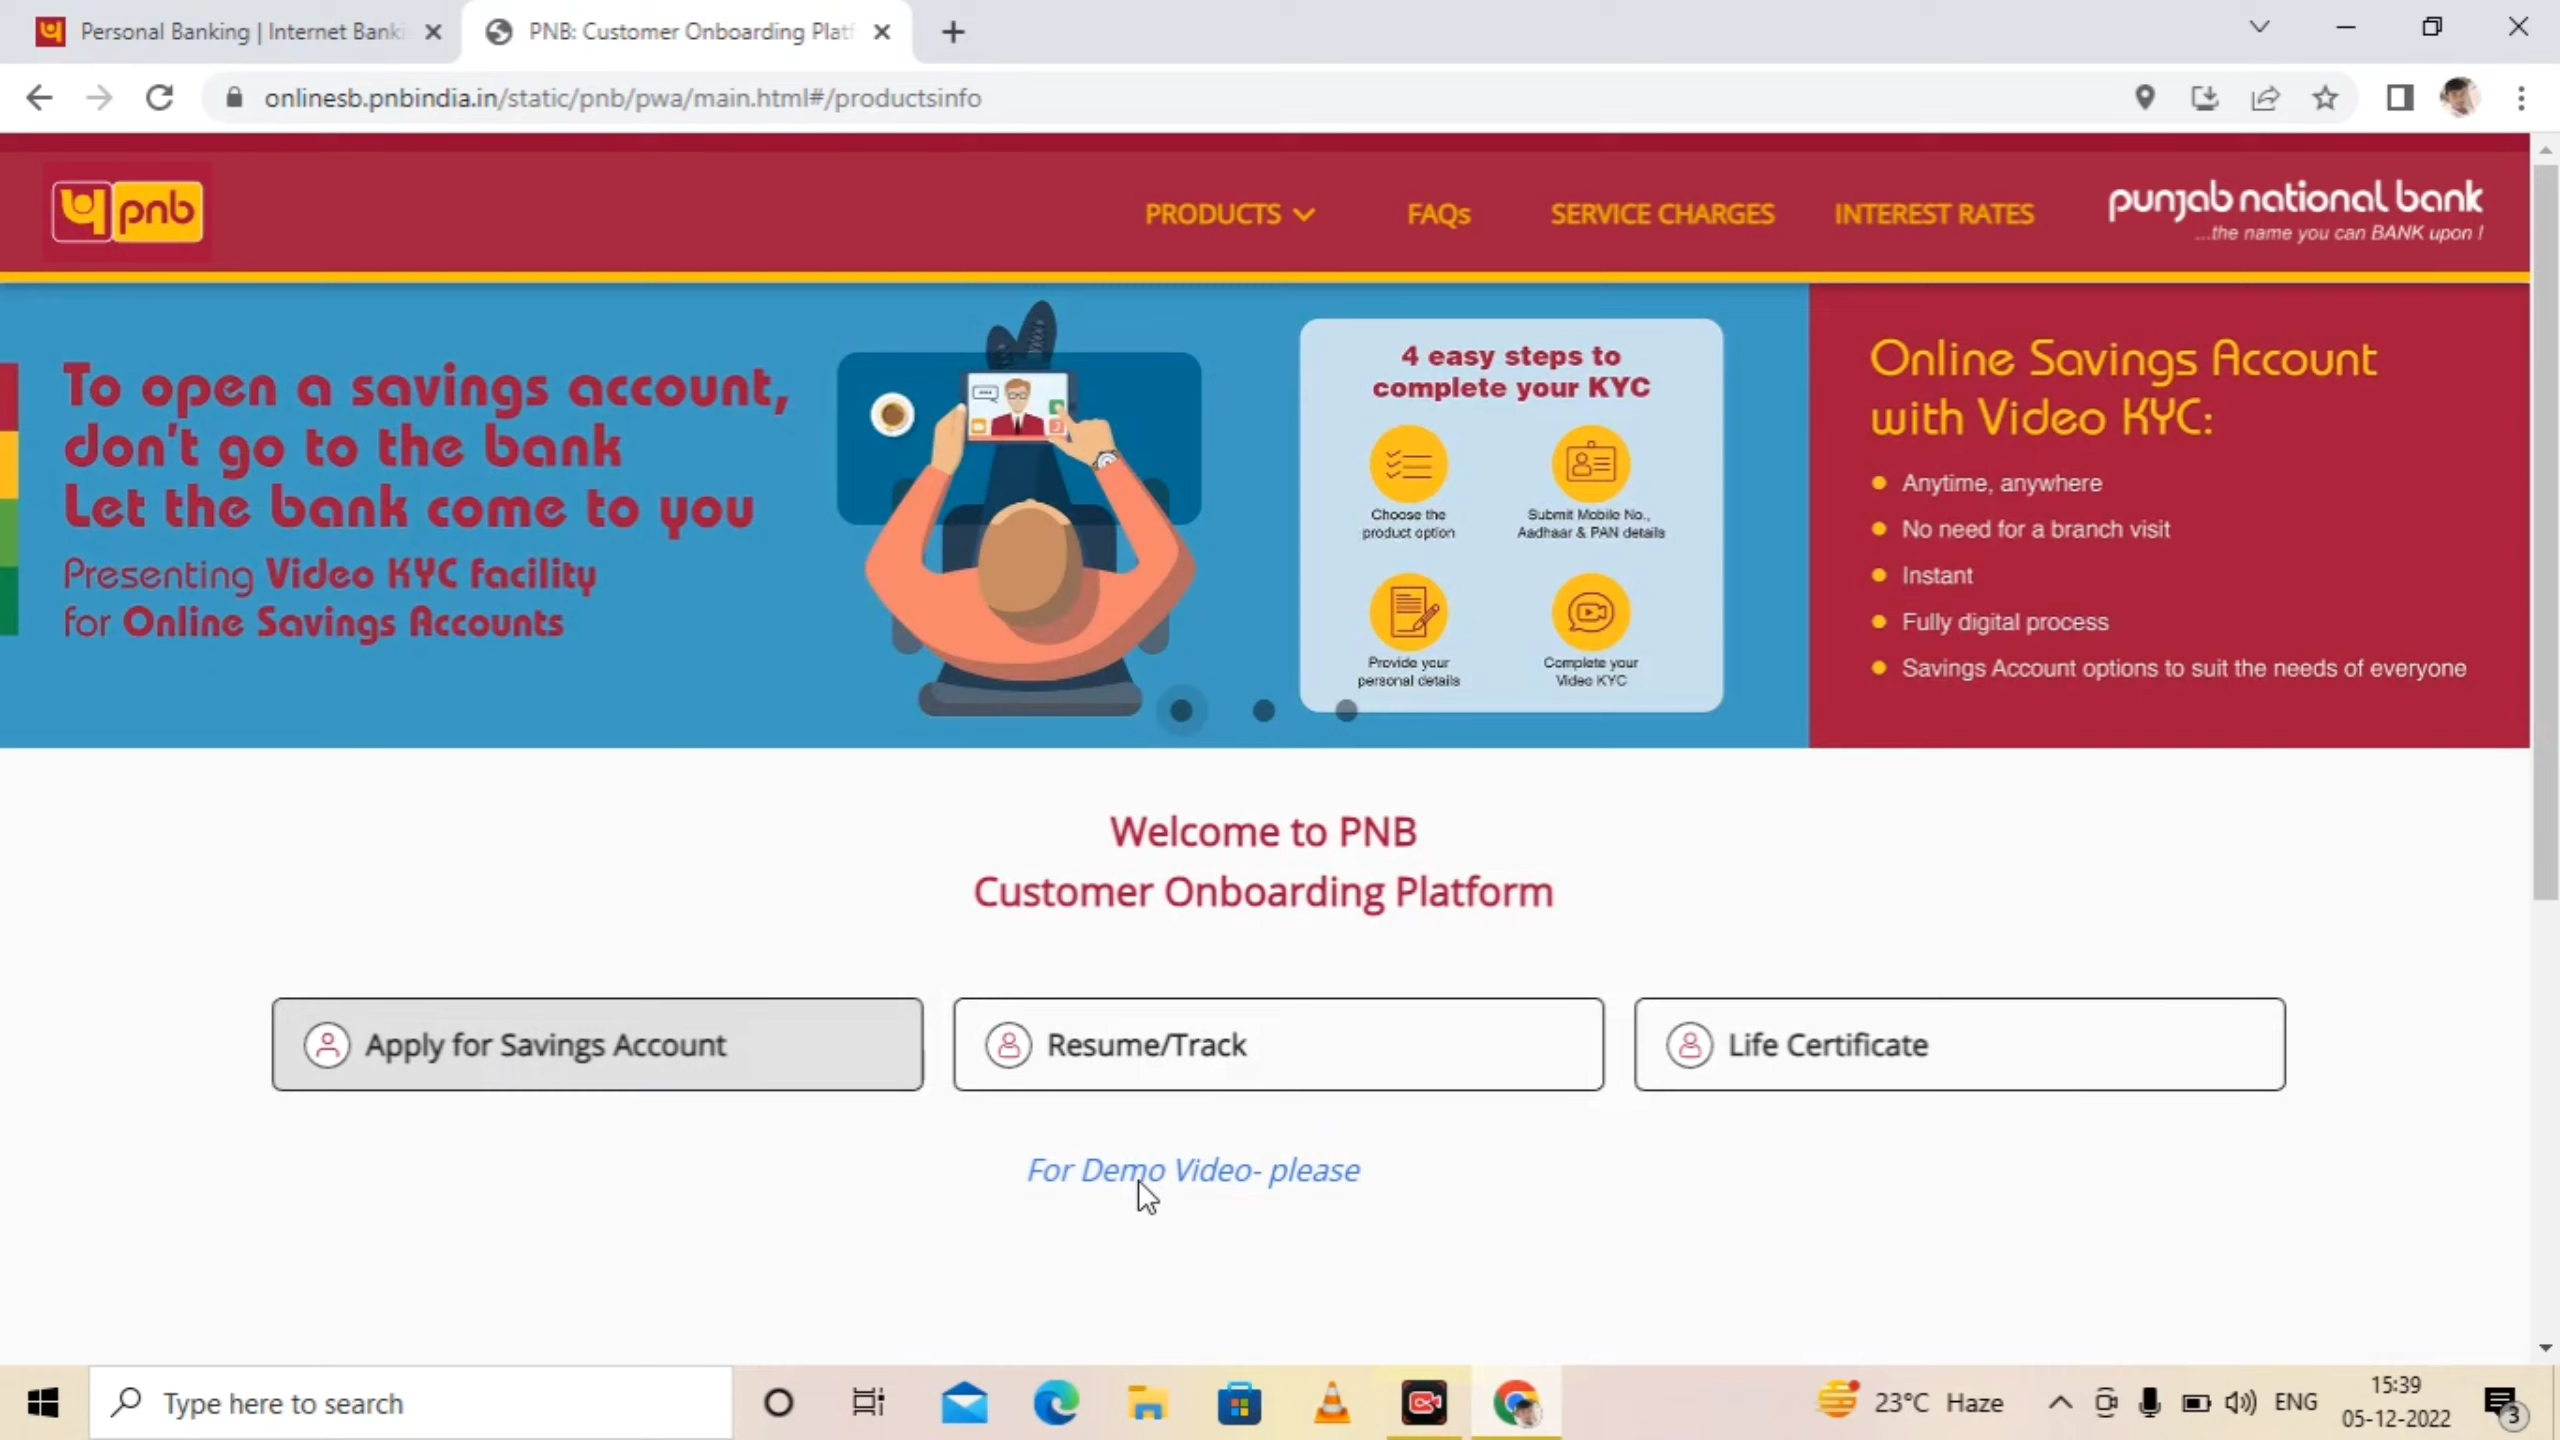 Personal Banking | Internet Banki
PNB: Customer Onboarding Platf
onlinesb.pnbindia.in/static/pnb/pwa/main.html#/productsinfo
प pnb
PRODUCTS
FAQs
SERVICE CHARGES
INTEREST RATES
punjab national bank
...the name you can BANK upon !
To open a savings account,
don't go to the bank
Let the bank come to you
Presenting Video KYC facility
for Online Savings Accounts
4 easy steps to
complete your KYC
Choose the
product option
Submit Mobile No.,
Aadhaar & PAN details
Provide your
personal details
Complete your
Video KYC
Online Savings Account
with Video KYC:
Anytime, anywhere
No need for a branch visit
Instant
Fully digital process
Savings Account options to suit the needs of everyone
Welcome to PNB
Customer Onboarding Platform
Apply for Savings Account
Resume/Track
Life Certificate
For Demo Video- please
Type here to search
23°C Haze
ENG
15:39
05-12-2022
3